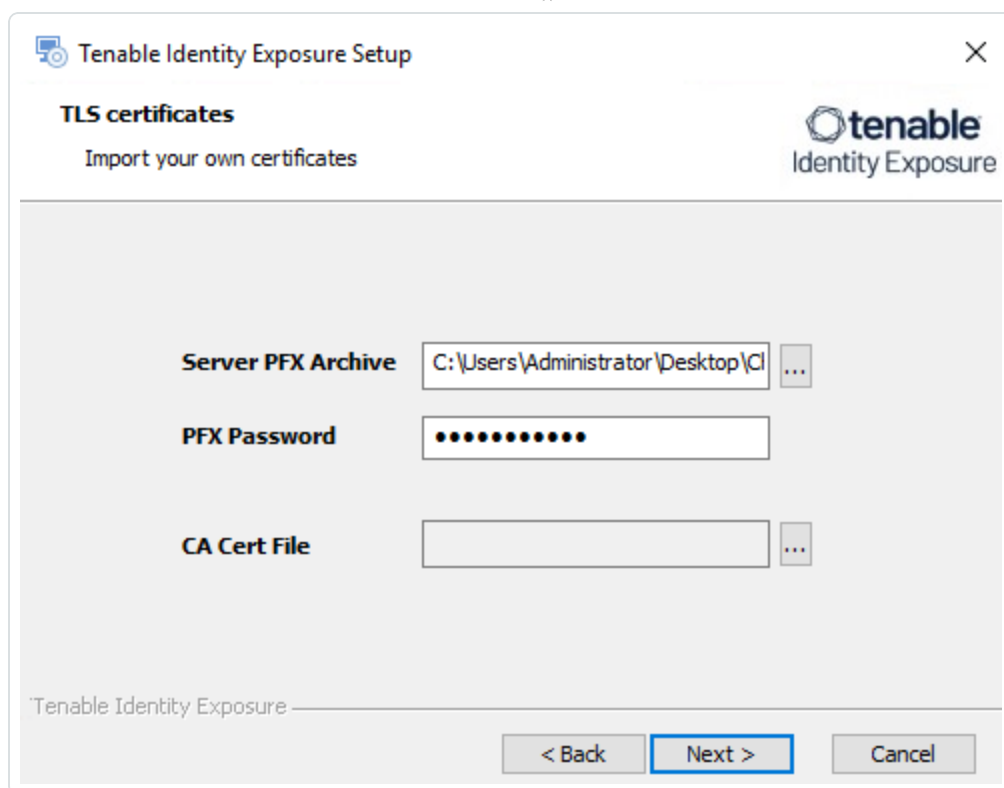 Tenable Identity Exposure Setup
TLS certificates
Import your own certificates
tenable
Identity Exposure
Server PFX Archive C:\Users\Administrator\Desktop\Cl ...
PFX Password •••••••••••
CA Cert File ...
Tenable Identity Exposure
< Back Next > Cancel